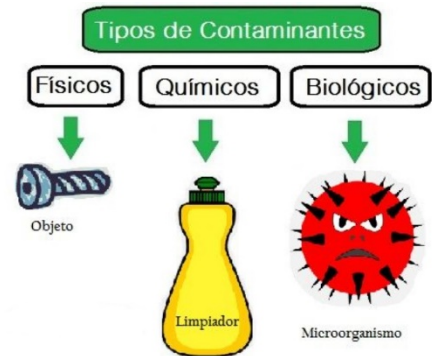 Tipos de Contaminantes
Físicos
Químicos
Biológicos
Objeto
Limpiador
Microorganismo